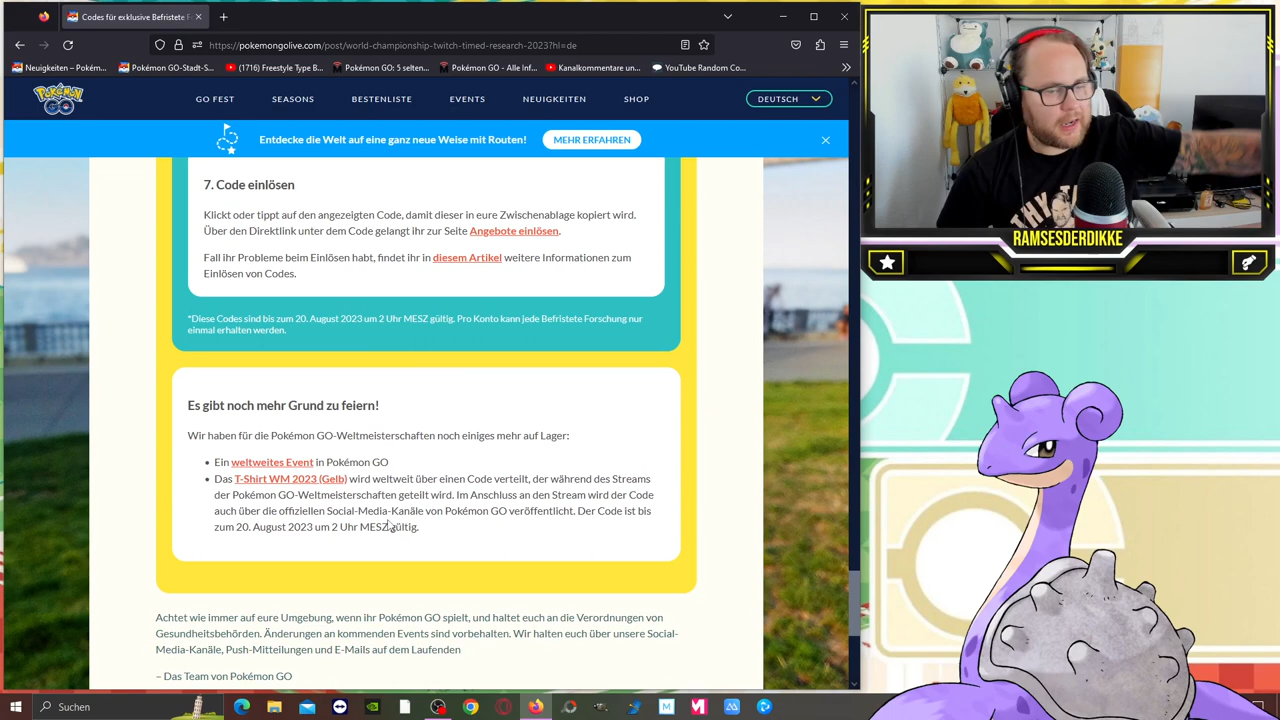 Codes für exklusive Befristete F
https://pokemongolive.com/post/world-championship-twitch-timed-research-2023?hl=de
Neuigkeiten – Pokém...
Pokémon GO-Stadt-S...
(1716) Freestyle Type B...
Pokémon GO: 5 selten...
Pokémon GO - Alle Inf...
Kanalkommentare un...
YouTube Random Co...
POKÉMON GO
GO FEST
SEASONS
BESTENLISTE
EVENTS
NEUIGKEITEN
SHOP
DEUTSCH
Entdecke die Welt auf eine ganz neue Weise mit Routen!
MEHR ERFAHREN
7. Code einlösen
Klickt oder tippt auf den angezeigten Code, damit dieser in eure Zwischenablage kopiert wird.
Über den Direktlink unter dem Code gelangt ihr zur Seite Angebote einlösen.
Fall ihr Probleme beim Einlösen habt, findet ihr in diesem Artikel weitere Informationen zum
Einlösen von Codes.
*Diese Codes sind bis zum 20. August 2023 um 2 Uhr MESZ gültig. Pro Konto kann jede Befristete Forschung nur
einmal erhalten werden.
Es gibt noch mehr Grund zu feiern!
Wir haben für die Pokémon GO-Weltmeisterschaften noch einiges mehr auf Lager:
• Ein weltweites Event in Pokémon GO
• Das T-Shirt WM 2023 (Gelb) wird weltweit über einen Code verteilt, der während des Streams
der Pokémon GO-Weltmeisterschaften geteilt wird. Im Anschluss an den Stream wird der Code
auch über die offiziellen Social-Media-Kanäle von Pokémon GO veröffentlicht. Der Code ist bis
zum 20. August 2023 um 2 Uhr MESZ gültig.
Achtet wie immer auf eure Umgebung, wenn ihr Pokémon GO spielt, und haltet euch an die Verordnungen von
Gesundheitsbehörden. Änderungen an kommenden Events sind vorbehalten. Wir halten euch über unsere Social-
Media-Kanäle, Push-Mitteilungen und E-Mails auf dem Laufenden
– Das Team von Pokémon GO
Suchen
THY
RAMSESDERDIKKE